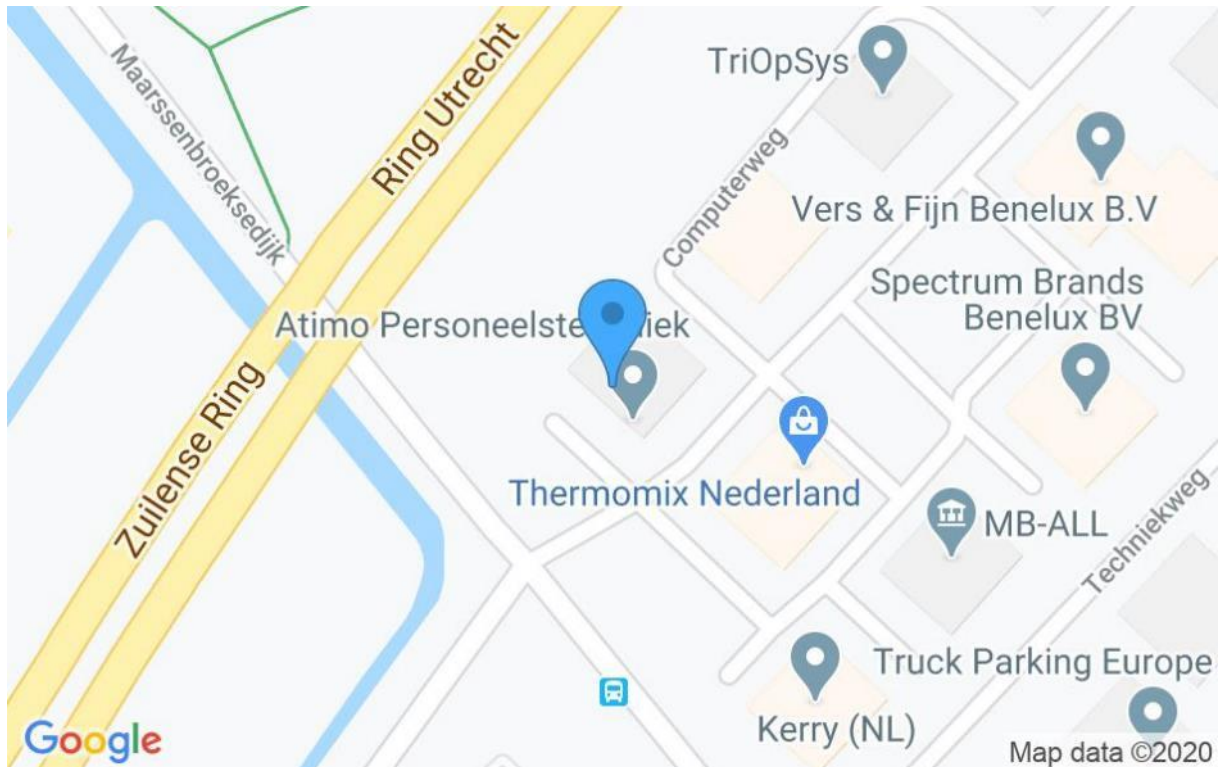 TriOpSys
Maarssenbroeksedijk
Ring Utrecht
Computerweg
Vers & Fijn Benelux B.V
Spectrum Brands
Benelux BV
Atimo
Zuilense Ring
Thermomix Nederland
MB-ALL
Techniekweg
Truck Parking Europe
Kerry (NL)
Google
Map data ©2020